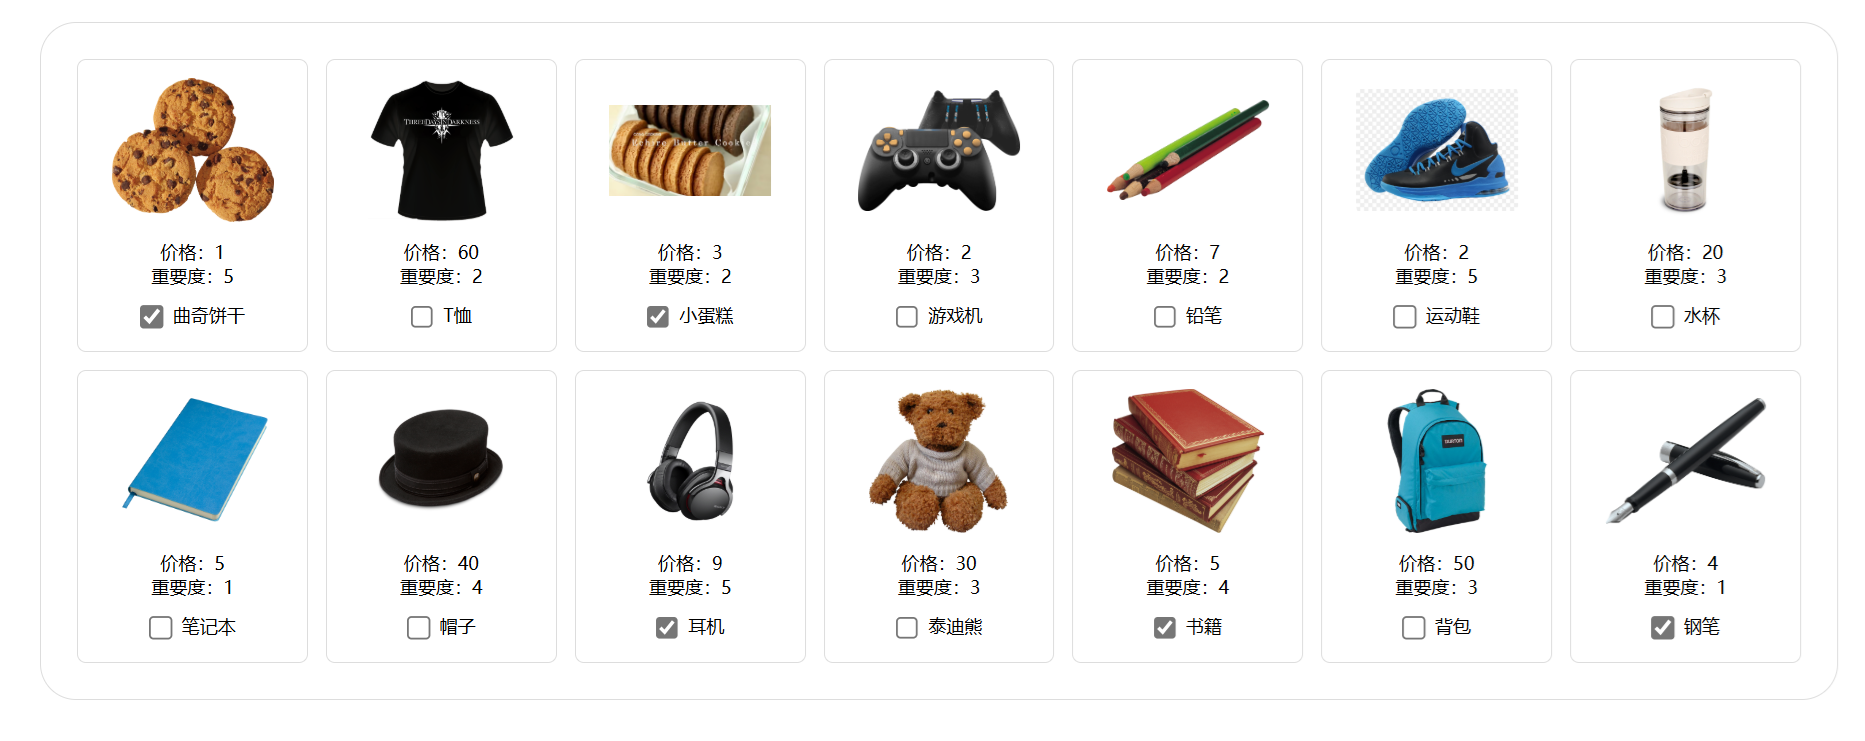 THREEDAYSINDARKNESS
Butter Cookie
价格：1
重要度：5
曲奇饼干
价格：60
重要度：2
T恤
价格：3
重要度：2
小蛋糕
价格：2
重要度：3
游戏机
价格：7
重要度：2
铅笔
价格：2
重要度：5
运动鞋
价格：20
重要度：3
水杯
BURTON
价格：5
重要度：1
笔记本
价格：40
重要度：4
帽子
价格：9
重要度：5
耳机
价格：30
重要度：3
泰迪熊
价格：5
重要度：4
书籍
价格：50
重要度：3
背包
价格：4
重要度：1
钢笔